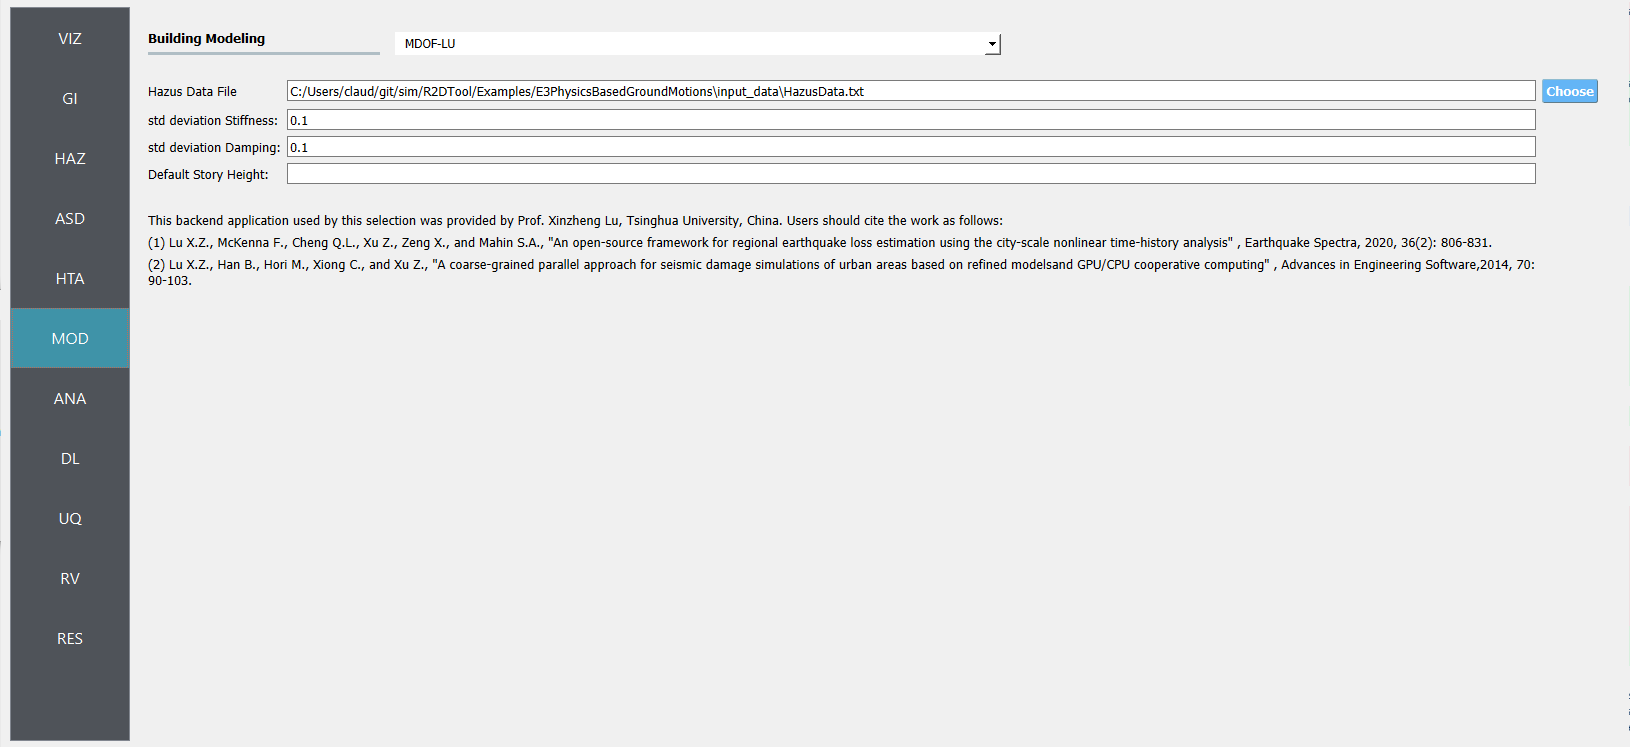 VIZ
GI
HAZ
ASD
HTA
MOD
ANA
DL
UQ
RV
RES
Building Modeling
MDOF-LU
Hazus Data File
C:/Users/claud/git/sim/R2DTool/Examples/E3PhysicsBasedGroundMotions\input_data\HazusData.txt
Choose
std deviation Stiffness:
0.1
std deviation Damping:
0.1
Default Story Height:
This backend application used by this selection was provided by Prof. Xinzheng Lu, Tsinghua University, China. Users should cite the work as follows:
(1) Lu X.Z., McKenna F., Cheng Q.L., Xu Z., Zeng X., and Mahin S.A., "An open-source framework for regional earthquake loss estimation using the city-scale nonlinear time-history analysis" , Earthquake Spectra, 2020, 36(2): 806-831.
(2) Lu X.Z., Han B., Hori M., Xiong C., and Xu Z., "A coarse-grained parallel approach for seismic damage simulations of urban areas based on refined modelsand GPU/CPU cooperative computing" , Advances in Engineering Software,2014, 70:
90-103.